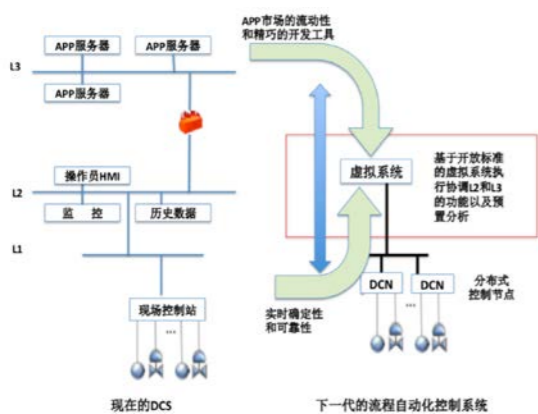 APP服务器
APP服务器
L3
APP服务器
操作员HMI
L2
监 控
历史数据
L1
现场控制站
...
现在的DCS
APP市场的流动性
和精巧的开发工具
虚拟系统
基于开放标准
的虚拟系统执
行协调L2和L3
的功能以及预
置分析
DCN
...
DCN
分布式
控制节点
...
实时确定性
和可靠性
下一代的流程自动化控制系统